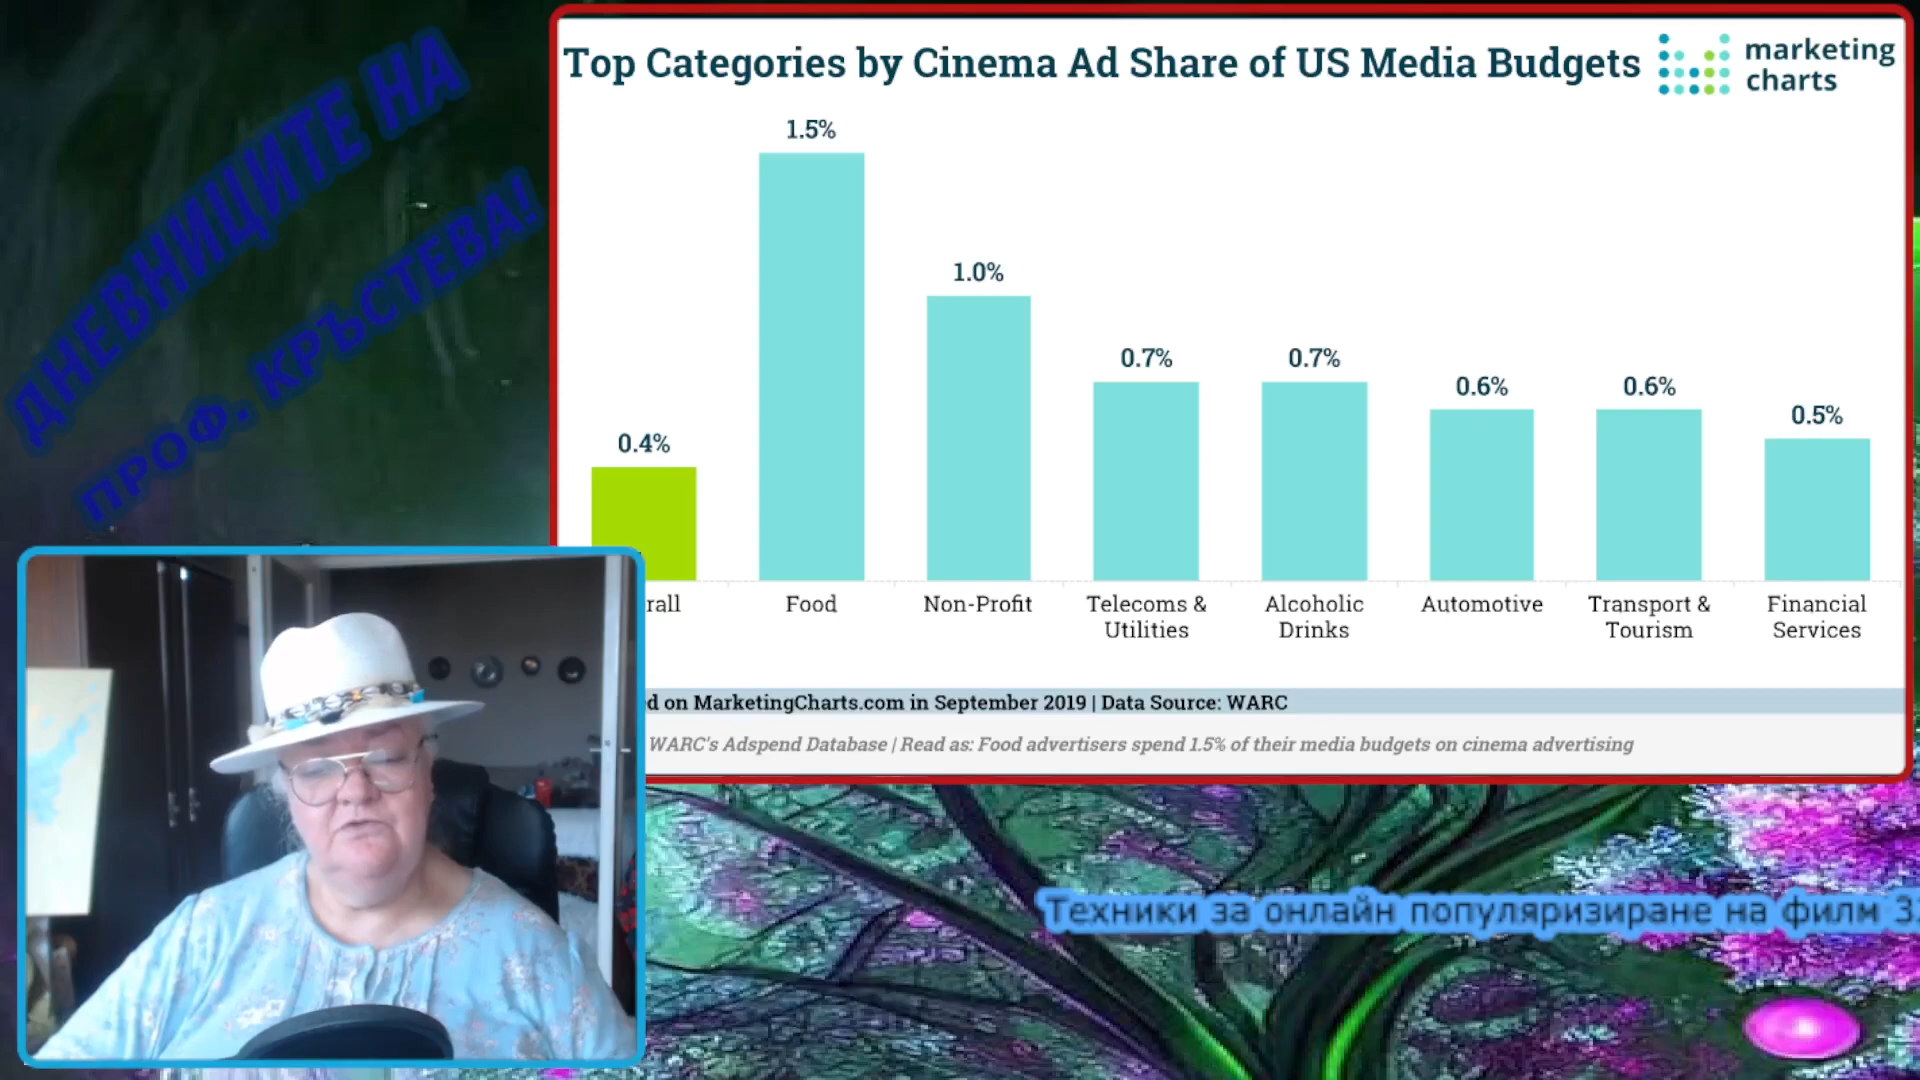 ДНЕВНИЦИТЕ НА
ПРОФ. КРЪСТЕВА!
Top Categories by Cinema Ad Share of US Media Budgets
marketing
charts
0.4%
1.5%
1.0%
0.7%
0.7%
0.6%
0.6%
0.5%
rall
Food
Non-Profit
Telecoms &
Utilities
Alcoholic
Drinks
Automotive
Transport &
Tourism
Financial
Services
d on MarketingCharts.com in September 2019 | Data Source: WARC
WARC's Adspend Database | Read as: Food advertisers spend 1.5% of their media budgets on cinema advertising
Техники за онлайн популяризиране на филм 3